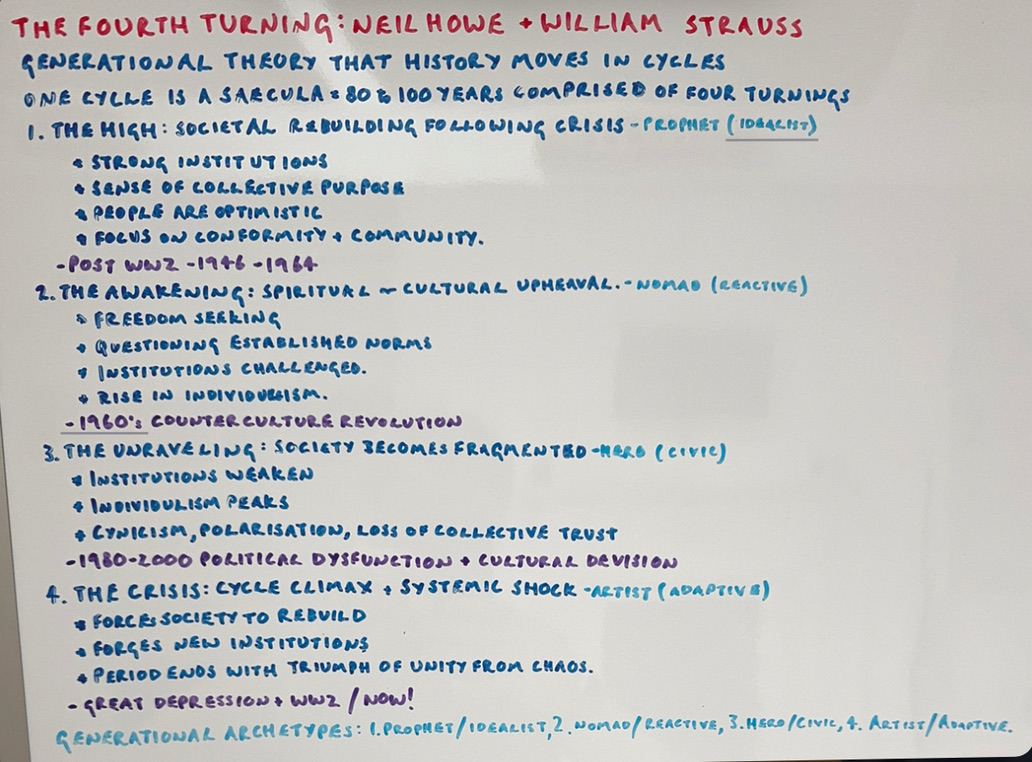 THE FOURTH TURNING: NEIL HOWE + WILLIAM STRAUSS
GENERATIONAL THEORY THAT HISTORY MOVES IN CYCLES
ONE CYCLE IS A SAECULA = 80 to 100 YEARS COMPRISED OF FOUR TURNINGS
1. THE HIGH: SOCIETAL REBUILDING FOLLOWING CRISIS - PROPHET (IDEALIST)
* STRONG INSTITUTIONS
* SENSE OF COLLECTIVE PURPOSE
* PEOPLE ARE OPTIMISTIC
* FOCUS ON CONFORMITY + COMMUNITY.
- POST WW2 - 1946 - 1964
2. THE AWAKENING: SPIRITUAL ~ CULTURAL UPHEAVAL. - NOMAD (REACTIVE)
* FREEDOM SEEKING
* QUESTIONING ESTABLISHED NORMS
* INSTITUTIONS CHALLENGED.
* RISE IN INDIVIDUALISM.
- 1960's COUNTER CULTURE REVOLUTION
3. THE UNRAVELING: SOCIETY BECOMES FRAGMENTED - HERO (CIVIC)
* INSTITUTIONS WEAKEN
* INDIVIDULISM PEAKS
* CYNICISM, POLARISATION, LOSS OF COLLECTIVE TRUST
- 1980-2000 POLITICAL DYSFUNCTION + CULTURAL DEVISION
4. THE CRISIS: CYCLE CLIMAX + SYSTEMIC SHOCK - ARTIST (ADAPTIVE)
* FORCES SOCIETY TO REBUILD
* FORGES NEW INSTITUTIONS
* PERIOD ENDS WITH TRIUMPH OF UNITY FROM CHAOS.
- GREAT DEPRESSION + WW2 / NOW!
GENERATIONAL ARCHETYPES: 1. PROPHET/IDEALIST, 2. NOMAD/REACTIVE, 3. HERO/CIVIC, 4. ARTIST/ADAPTIVE.